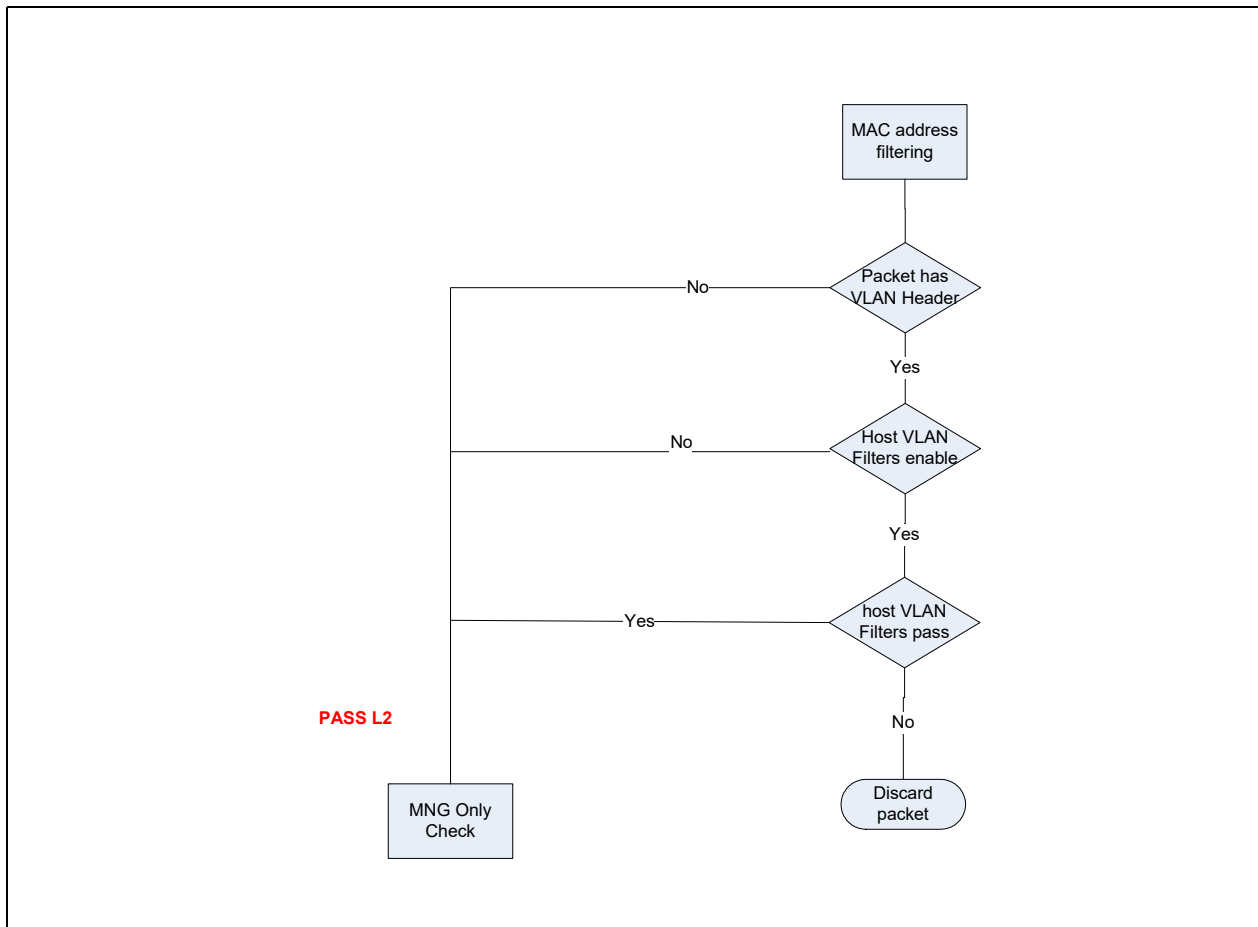 MAC address
filtering
Packet has
VLAN Header
No
Yes
Host VLAN
Filters enable
No
Yes
host VLAN
Filters pass
Yes
No
PASS L2
MNG Only
Check
Discard
packet